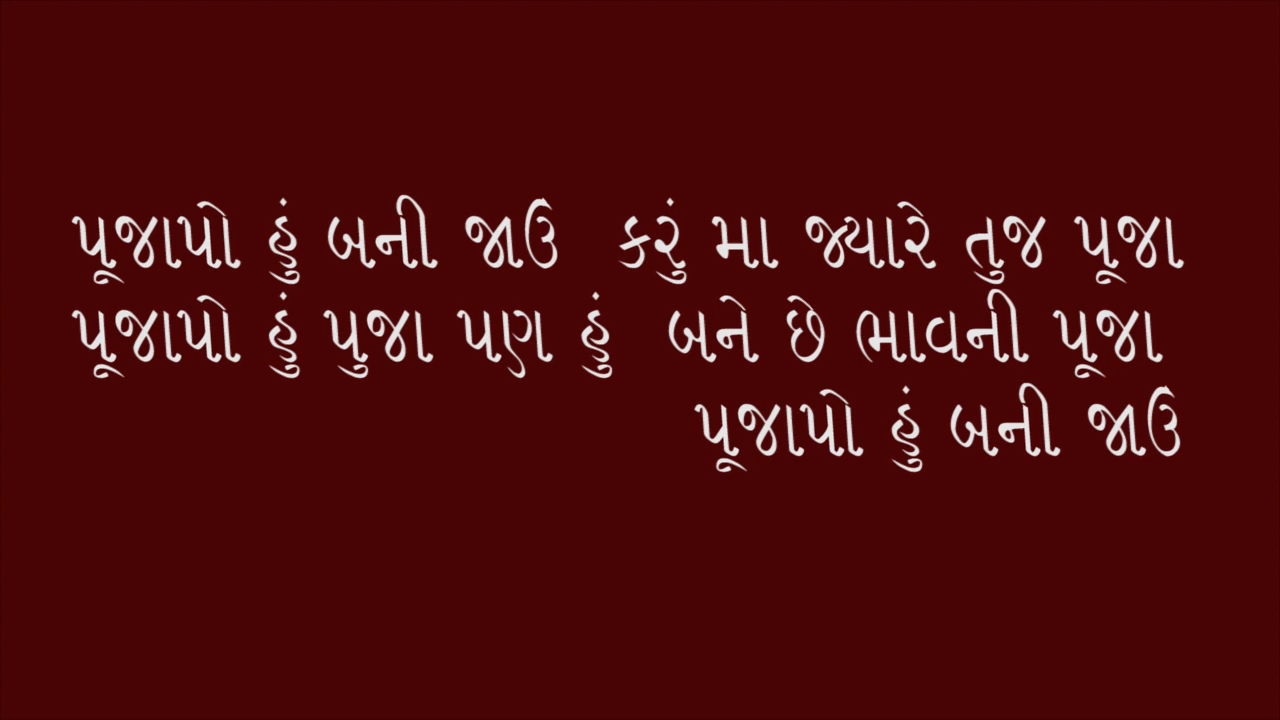 પૂજાપો હું બની જાઉ કરું મા જ્યારે તુજ પૂજા
પૂજાપો હું પુજા પણ હું બને છે ભાવની પૂજા
પૂજાપો હું બની જાઉ